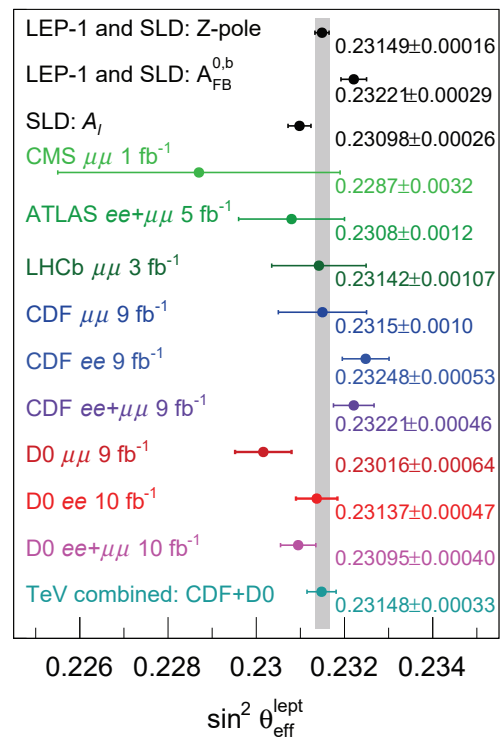 LEP-1 and SLD: Z-pole
0.23149±0.00016
LEP-1 and SLD: A_FB^0,b
0.23221±0.00029
SLD: A_l
0.23098±0.00026
CMS μμ 1 fb⁻¹
0.2287±0.0032
ATLAS ee+μμ 5 fb⁻¹
0.2308±0.0012
LHCb μμ 3 fb⁻¹
0.23142±0.00107
CDF μμ 9 fb⁻¹
0.2315±0.0010
CDF ee 9 fb⁻¹
0.23248±0.00053
CDF ee+μμ 9 fb⁻¹
0.23221±0.00046
D0 μμ 9 fb⁻¹
0.23016±0.00064
D0 ee 10 fb⁻¹
0.23137±0.00047
D0 ee+μμ 10 fb⁻¹
0.23095±0.00040
TeV combined: CDF+D0
0.23148±0.00033
0.226 0.228 0.23 0.232 0.234
sin² θ_eff^lept